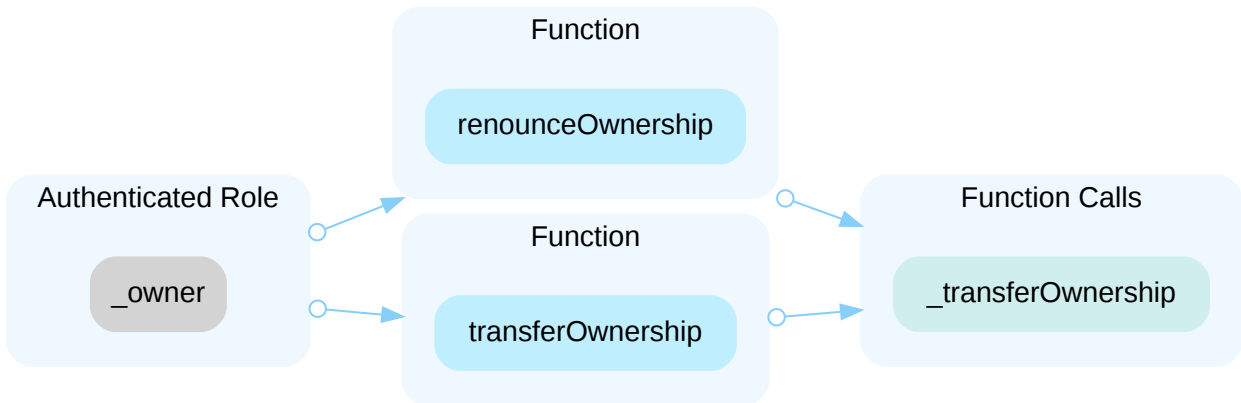 Function
renounceOwnership
Authenticated Role
_owner
Function
transferOwnership
Function Calls
_transferOwnership